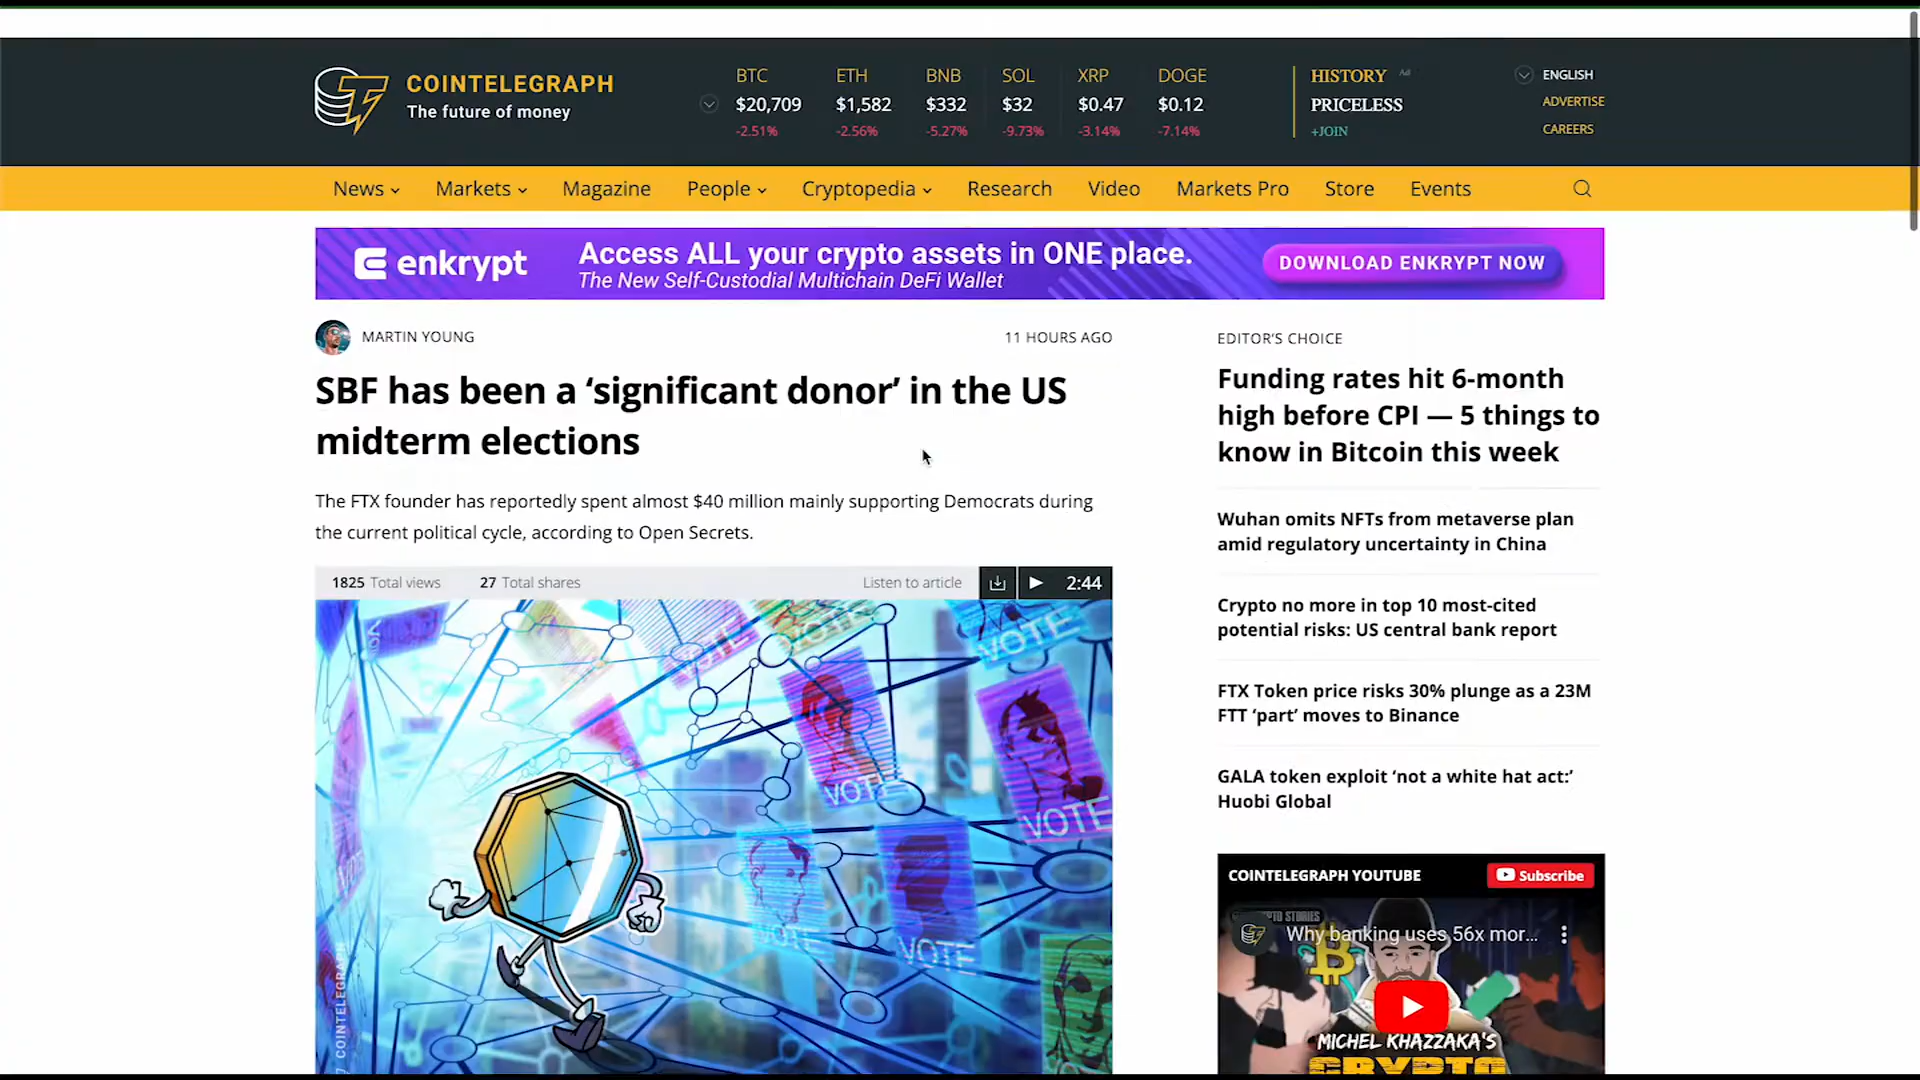 COINTELEGRAPH
The future of money
BTC
$20,709
-2.51%
ETH
$1,582
-2.56%
BNB
$332
-5.27%
SOL
$32
-9.73%
XRP
$0.47
-3.14%
DOGE
$0.12
-7.14%
HISTORY Ad
PRICELESS
+JOIN
ENGLISH
ADVERTISE
CAREERS
News Markets Magazine People Cryptopedia Research Video Markets Pro Store Events
enkrypt
Access ALL your crypto assets in ONE place.
The New Self-Custodial Multichain DeFi Wallet
DOWNLOAD ENKRYPT NOW
MARTIN YOUNG
11 HOURS AGO
SBF has been a ‘significant donor’ in the US
midterm elections
The FTX founder has reportedly spent almost $40 million mainly supporting Democrats during
the current political cycle, according to Open Secrets.
1825 Total views 27 Total shares
Listen to article 2:44
VOTE
VOTE
VOTE
VOTE
VOTE
VOTE
VOTE
COINTELEGRAPH
EDITOR’S CHOICE
Funding rates hit 6-month
high before CPI — 5 things to
know in Bitcoin this week
Wuhan omits NFTs from metaverse plan
amid regulatory uncertainty in China
Crypto no more in top 10 most-cited
potential risks: US central bank report
FTX Token price risks 30% plunge as a 23M
FTT ‘part’ moves to Binance
GALA token exploit ‘not a white hat act:’
Huobi Global
COINTELEGRAPH YOUTUBE
Subscribe
STORIES
Why banking uses 56x mor...
MICHEL KHAZZAKA'S
CRYPTO